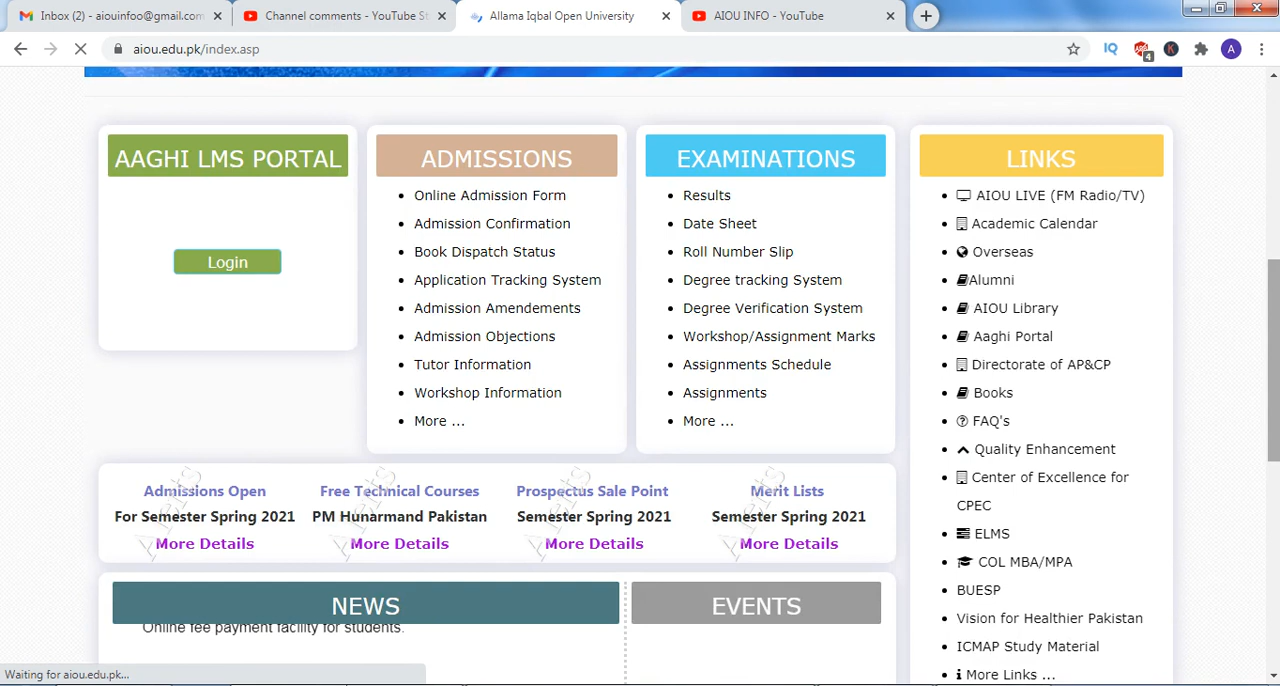 Inbox (2) - aiouinfoo@gmail.com
Channel comments - YouTube St
Allama Iqbal Open University
AIOU INFO - YouTube
aiou.edu.pk/index.asp
IQ
4
K
A
AAGHI LMS PORTAL
Login
ADMISSIONS
Online Admission Form
Admission Confirmation
Book Dispatch Status
Application Tracking System
Admission Amendements
Admission Objections
Tutor Information
Workshop Information
More ...
EXAMINATIONS
Results
Date Sheet
Roll Number Slip
Degree tracking System
Degree Verification System
Workshop/Assignment Marks
Assignments Schedule
Assignments
More ...
LINKS
AIOU LIVE (FM Radio/TV)
Academic Calendar
Overseas
Alumni
AIOU Library
Aaghi Portal
Directorate of AP&CP
Books
FAQ's
Quality Enhancement
Center of Excellence for
CPEC
ELMS
COL MBA/MPA
BUESP
Vision for Healthier Pakistan
ICMAP Study Material
More Links ...
Admissions Open
For Semester Spring 2021
More Details
Free Technical Courses
PM Hunarmand Pakistan
More Details
Prospectus Sale Point
Semester Spring 2021
More Details
Merit Lists
Semester Spring 2021
More Details
NEWS
Online fee payment facility for students.
EVENTS
Waiting for aiou.edu.pk...